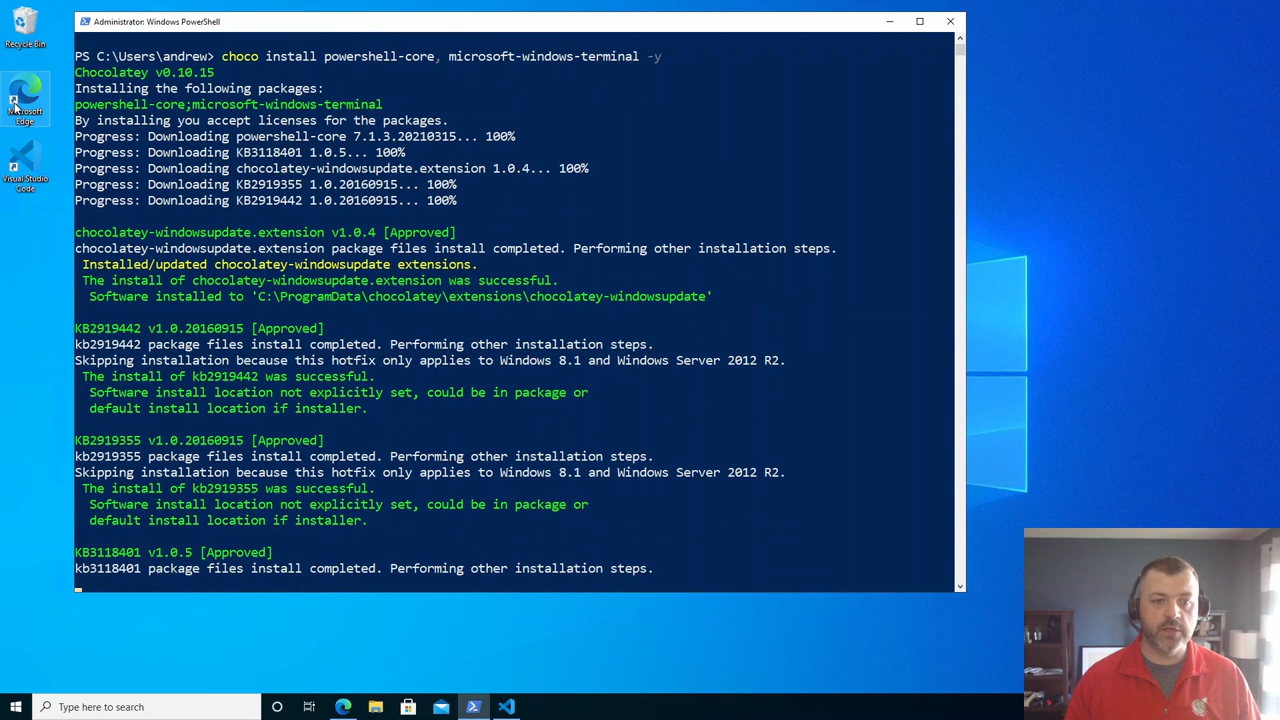 Recycle Bin
Microsoft
Edge
Visual Studio
Code
Administrator: Windows PowerShell
PS C:\Users\andrew> choco install powershell-core, microsoft-windows-terminal -y
Chocolatey v0.10.15
Installing the following packages:
powershell-core;microsoft-windows-terminal
By installing you accept licenses for the packages.
Progress: Downloading powershell-core 7.1.3.20210315... 100%
Progress: Downloading KB3118401 1.0.5... 100%
Progress: Downloading chocolatey-windowsupdate.extension 1.0.4... 100%
Progress: Downloading KB2919355 1.0.20160915... 100%
Progress: Downloading KB2919442 1.0.20160915... 100%
chocolatey-windowsupdate.extension v1.0.4 [Approved]
chocolatey-windowsupdate.extension package files install completed. Performing other installation steps.
Installed/updated chocolatey-windowsupdate extensions.
The install of chocolatey-windowsupdate.extension was successful.
Software installed to 'C:\ProgramData\chocolatey\extensions\chocolatey-windowsupdate'
KB2919442 v1.0.20160915 [Approved]
kb2919442 package files install completed. Performing other installation steps.
Skipping installation because this hotfix only applies to Windows 8.1 and Windows Server 2012 R2.
The install of kb2919442 was successful.
Software install location not explicitly set, could be in package or
default install location if installer.
KB2919355 v1.0.20160915 [Approved]
kb2919355 package files install completed. Performing other installation steps.
Skipping installation because this hotfix only applies to Windows 8.1 and Windows Server 2012 R2.
The install of kb2919355 was successful.
Software install location not explicitly set, could be in package or
default install location if installer.
KB3118401 v1.0.5 [Approved]
kb3118401 package files install completed. Performing other installation steps.
Type here to search